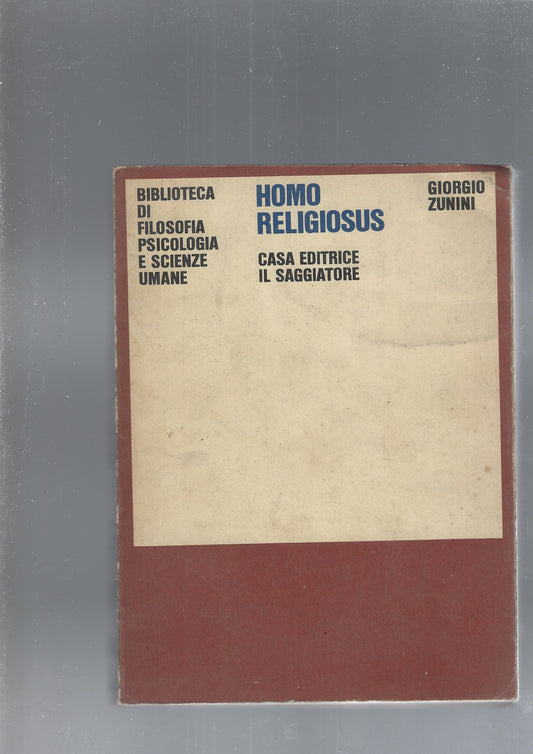 BIBLIOTECA
DI
FILOSOFIA
PSICOLOGIA
E SCIENZE
UMANE
HOMO
RELIGIOSUS
CASA EDITRICE
IL SAGGIATORE
GIORGIO
ZUNINI